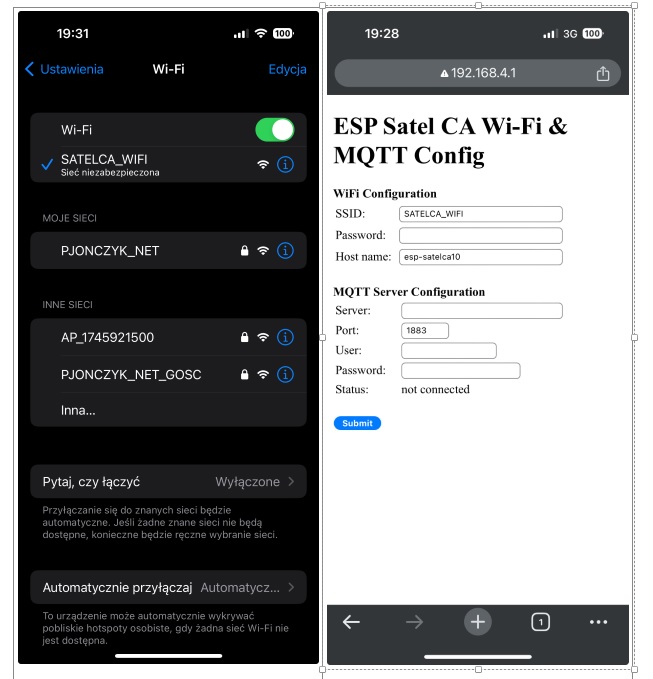 19:31
100
Ustawienia
Wi-Fi
Edycja
Wi-Fi
SATELCA_WIFI
Sieć niezabezpieczona
MOJE SIECI
PJONCZYK_NET
INNE SIECI
AP_1745921500
PJONCZYK_NET_GOSC
Inna...
Pytaj, czy łączyć
Wyłączone
Przyłączanie się do znanych sieci będzie
automatyczne. Jeśli żadne znane sieci nie będą
dostępne, konieczne będzie ręczne wybranie sieci.
Automatycznie przyłączaj Automatycz...
To urządzenie może automatycznie wykrywać
pobliskie hotspoty osobiste, gdy żadna sieć Wi-Fi nie
jest dostępna.
19:28
3G 100
192.168.4.1
ESP Satel CA Wi-Fi &
MQTT Config
WiFi Configuration
SSID: SATELCA_WIFI
Password:
Host name: esp-satelca10
MQTT Server Configuration
Server:
Port: 1883
User:
Password:
Status: not connected
Submit
1